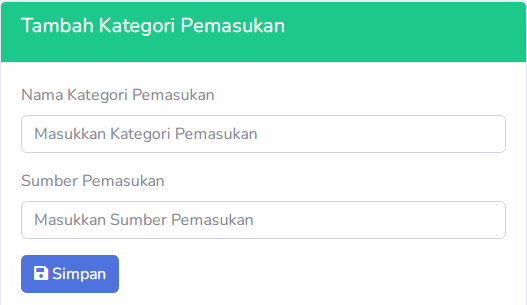 Tambah Kategori Pemasukan
Nama Kategori Pemasukan
Masukkan Kategori Pemasukan
Sumber Pemasukan
Masukkan Sumber Pemasukan
Simpan